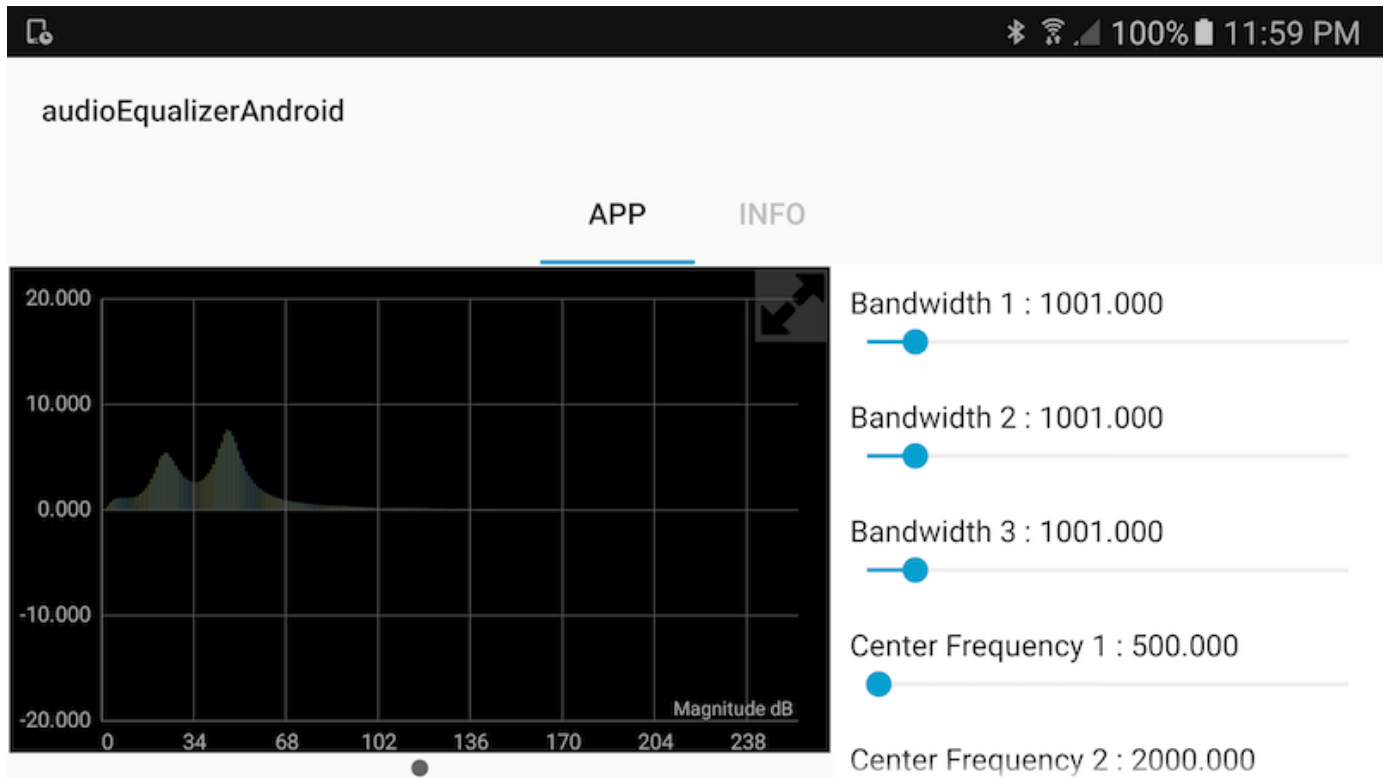 100% 11:59 PM
audioEqualizerAndroid
APP INFO
20.000
10.000
0.000
-10.000
-20.000
Magnitude dB
0 34 68 102 136 170 204 238
Bandwidth 1 : 1001.000
Bandwidth 2 : 1001.000
Bandwidth 3 : 1001.000
Center Frequency 1 : 500.000
Center Frequency 2 : 2000.000